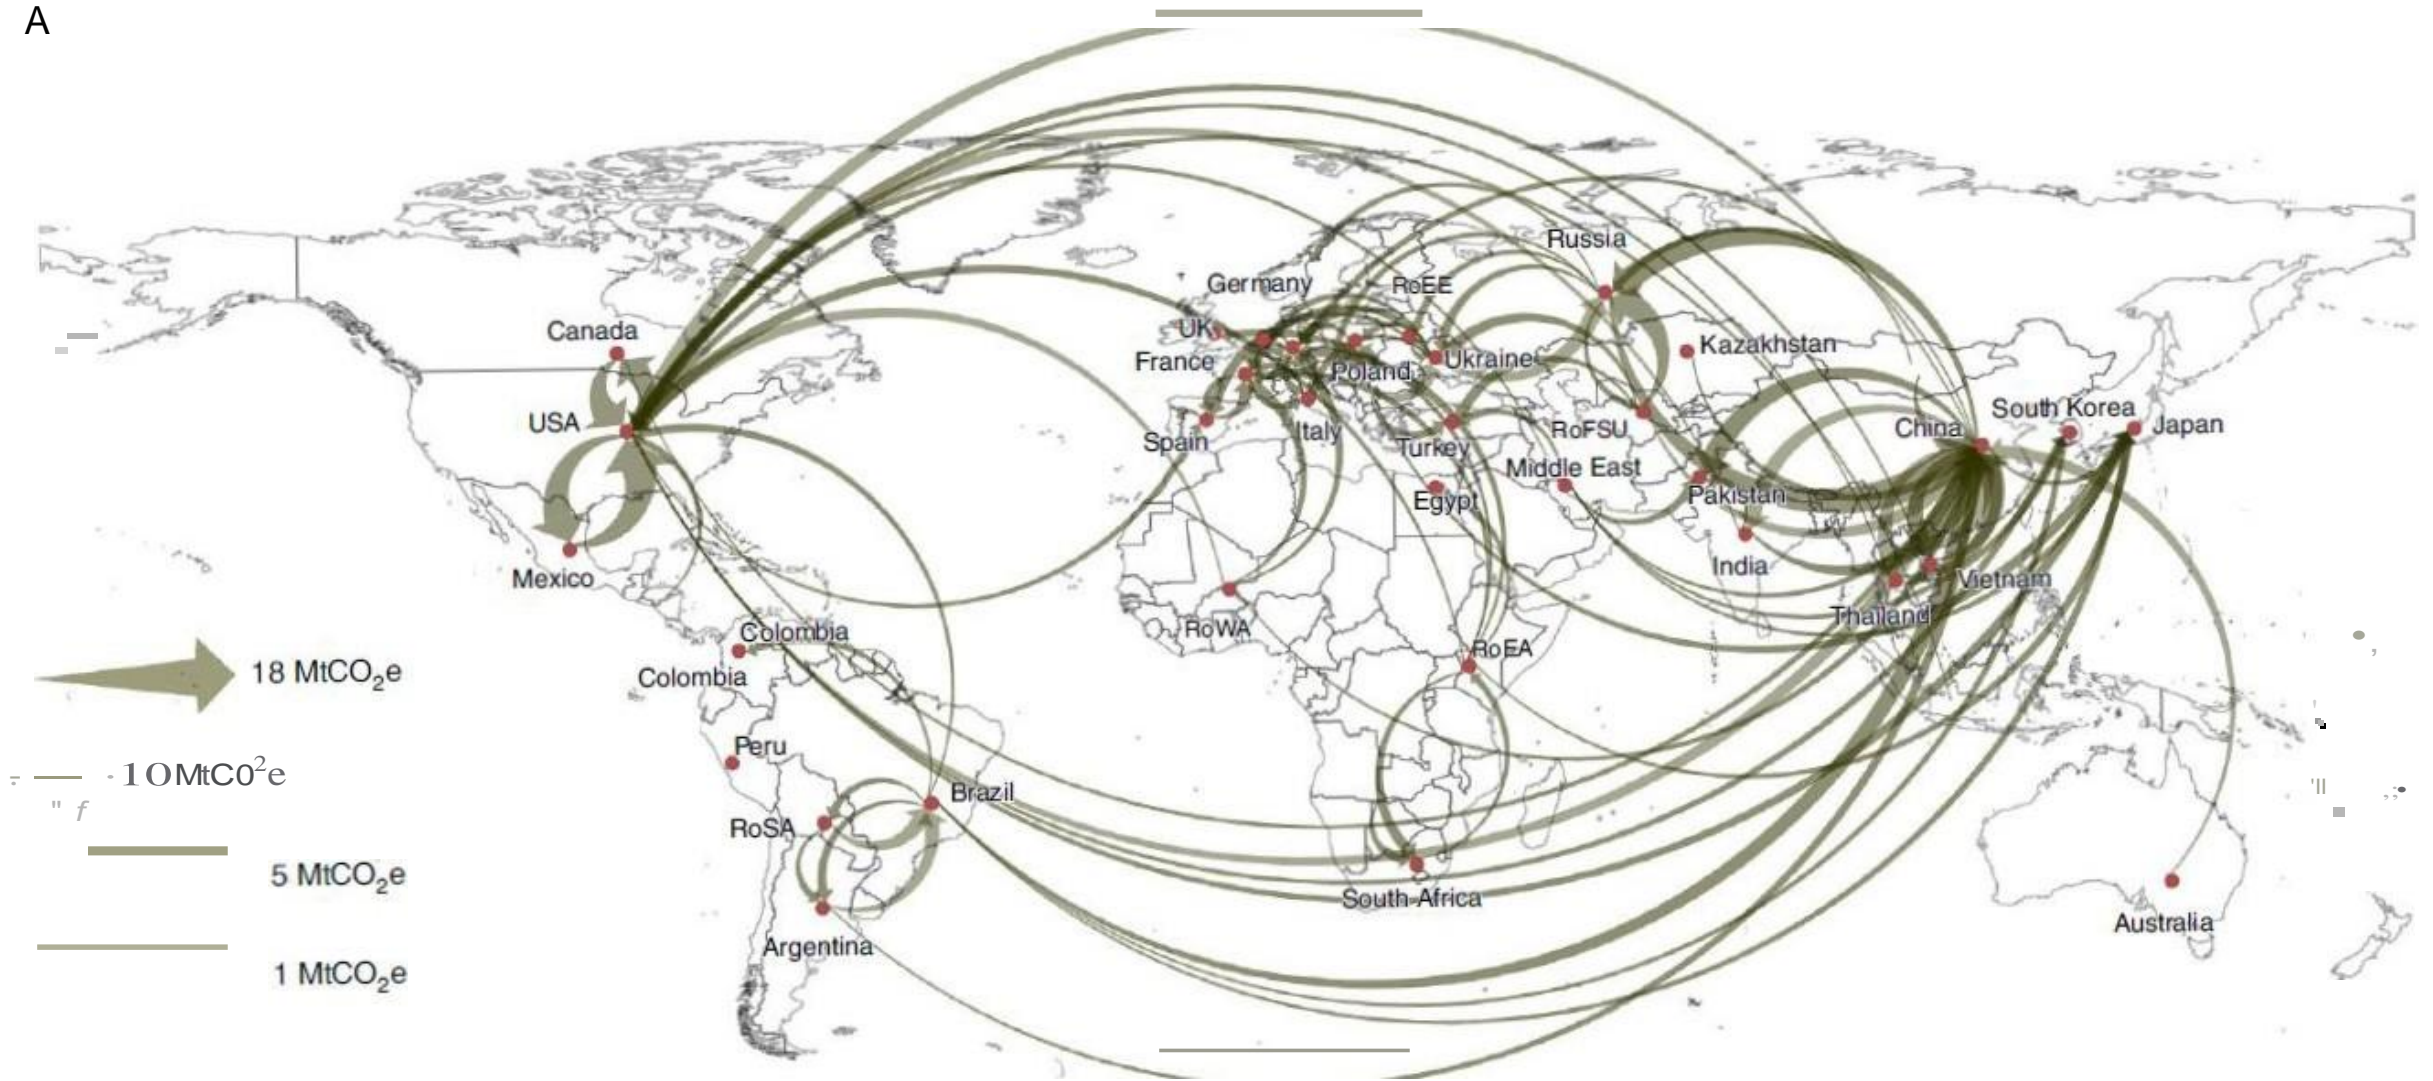 A
Russia
Germany
RoEE
UK
Canada
France
Poland
Ukraine
Kazakhstan
USA
Spain
Italy
Turkey
RoFSU
China
South Korea
Japan
Middle East
Egypt
Pakistan
India
Mexico
Vietnam
Thailand
RoWA
Colombia
RoEA
Colombia
18 MtCO₂e
Peru
10MtC0²e
" f
Brazil
RoSA
5 MtCO₂e
South Africa
Argentina
Australia
1 MtCO₂e